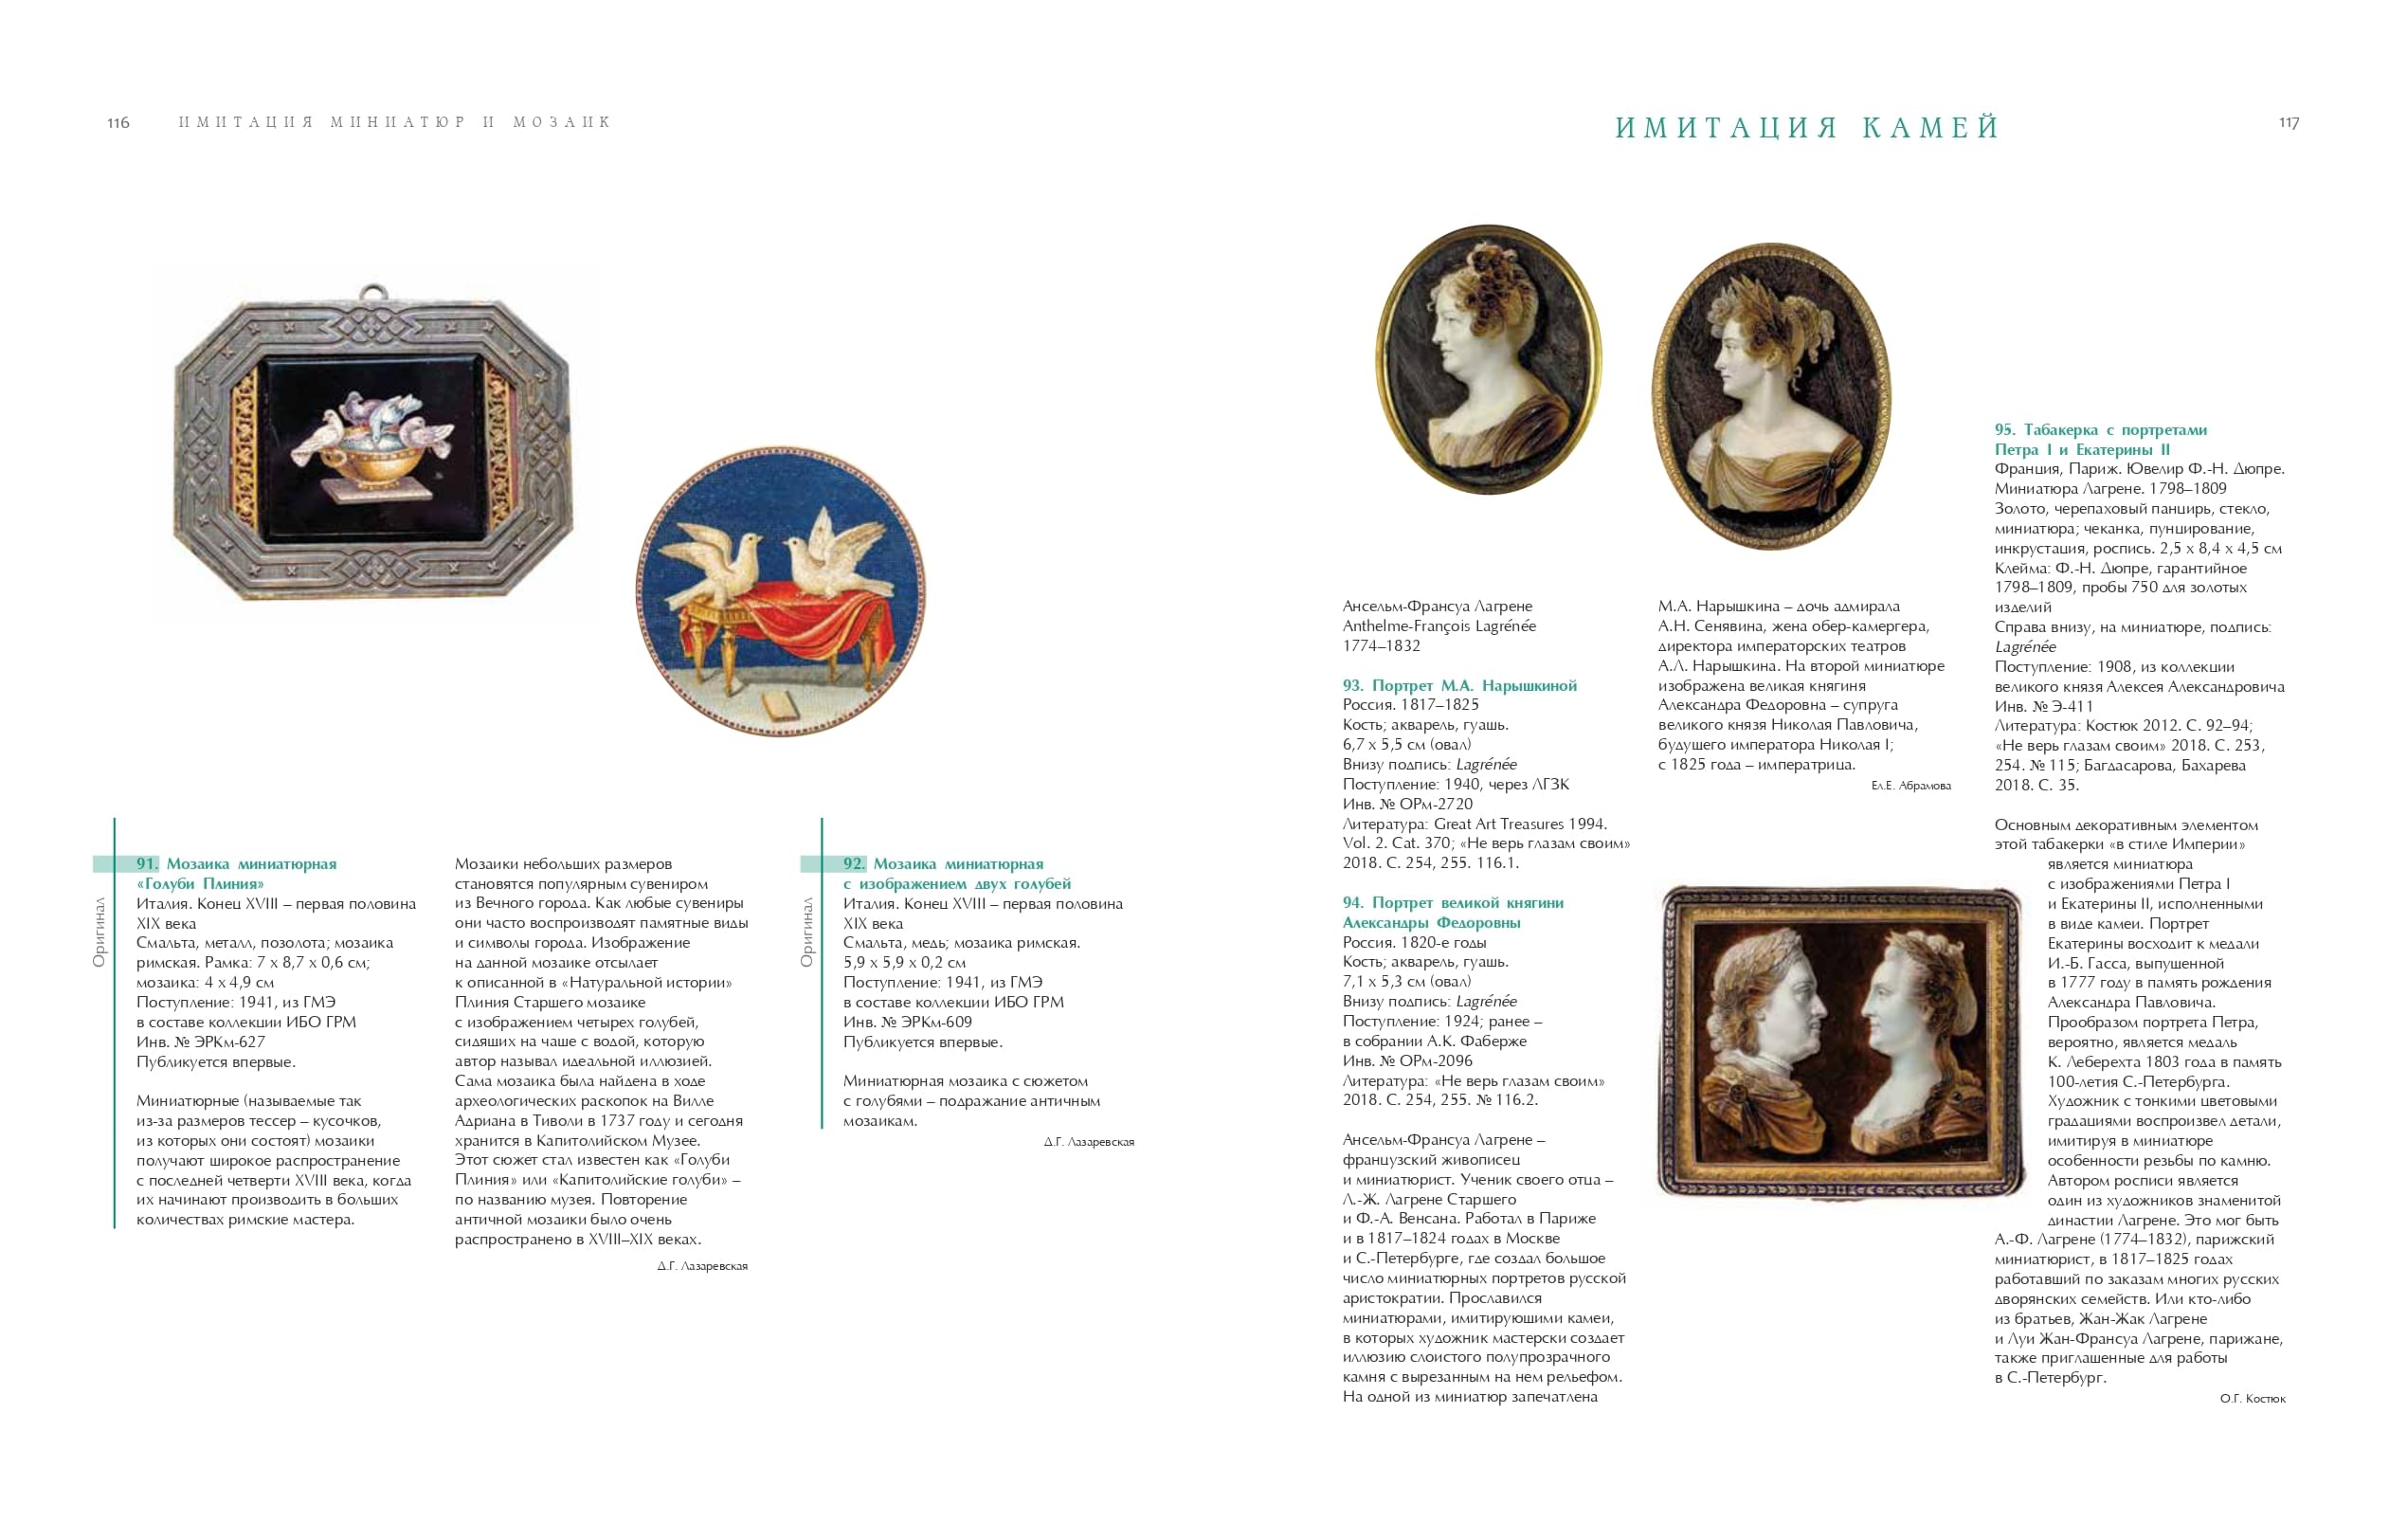 116
ИМИТАЦИЯ МИНИАТЮР И МОЗАИК
Оригинал
91. Мозаика миниатюрная
«Голуби Плиния»
Италия. Конец XVIII – первая половина
XIX века
Смальта, металл, позолота; мозаика
римская. Рамка: 7 х 8,7 х 0,6 см;
мозаика: 4 х 4,9 см
Поступление: 1941, из ГМЭ
в составе коллекции ИБО ГРМ
Инв. № ЭРКм-627
Публикуется впервые.
Миниатюрные (называемые так
из-за размеров тессер – кусочков,
из которых они состоят) мозаики
получают широкое распространение
с последней четверти XVIII века, когда
их начинают производить в больших
количествах римские мастера.
Мозаики небольших размеров
становятся популярным сувениром
из Вечного города. Как любые сувениры
они часто воспроизводят памятные виды
и символы города. Изображение
на данной мозаике отсылает
к описанной в «Натуральной истории»
Плиния Старшего мозаике
с изображением четырех голубей,
сидящих на чаше с водой, которую
автор называл идеальной иллюзией.
Сама мозаика была найдена в ходе
археологических раскопок на Вилле
Адриана в Тиволи в 1737 году и сегодня
хранится в Капитолийском Музее.
Этот сюжет стал известен как «Голуби
Плиния» или «Капитолийские голуби» –
по названию музея. Повторение
античной мозаики было очень
распространено в XVIII–XIX веках.
Д.Г. Лазаревская
Оригинал
92. Мозаика миниатюрная
с изображением двух голубей
Италия. Конец XVIII – первая половина
XIX века
Смальта, медь; мозаика римская.
5,9 х 5,9 х 0,2 см
Поступление: 1941, из ГМЭ
в составе коллекции ИБО ГРМ
Инв. № ЭРКм-609
Публикуется впервые.
Миниатюрная мозаика с сюжетом
с голубями – подражание античным
мозаикам.
Д.Г. Лазаревская
ИМИТАЦИЯ КАМЕЙ
117
Ансельм-Франсуа Лагрене
Anthelme-François Lagrénée
1774–1832
93. Портрет М.А. Нарышкиной
Россия. 1817–1825
Кость; акварель, гуашь.
6,7 х 5,5 см (овал)
Внизу подпись: Lagrénée
Поступление: 1940, через ЛГЗК
Инв. № ОРм-2720
Литература: Great Art Treasures 1994.
Vol. 2. Cat. 370; «Не верь глазам своим»
2018. С. 254, 255. 116.1.
94. Портрет великой княгини
Александры Федоровны
Россия. 1820-е годы
Кость; акварель, гуашь.
7,1 х 5,3 см (овал)
Внизу подпись: Lagrénée
Поступление: 1924; ранее –
в собрании А.К. Фаберже
Инв. № ОРм-2096
Литература: «Не верь глазам своим»
2018. С. 254, 255. № 116.2.
Ансельм-Франсуа Лагрене –
французский живописец
и миниатюрист. Ученик своего отца –
Л.-Ж. Лагрене Старшего
и Ф.-А. Венсана. Работал в Париже
и в 1817–1824 годах в Москве
и С.-Петербурге, где создал большое
число миниатюрных портретов русской
аристократии. Прославился
миниатюрами, имитирующими камеи,
в которых художник мастерски создает
иллюзию слоистого полупрозрачного
камня с вырезанным на нем рельефом.
На одной из миниатюр запечатлена
М.А. Нарышкина – дочь адмирала
А.Н. Сенявина, жена обер-камергера,
директора императорских театров
А.Л. Нарышкина. На второй миниатюре
изображена великая княгиня
Александра Федоровна – супруга
великого князя Николая Павловича,
будущего императора Николая I;
с 1825 года – императрица.
Ел.Е. Абрамова
95. Табакерка с портретами
Петра I и Екатерины II
Франция, Париж. Ювелир Ф.-Н. Дюпре.
Миниатюра Лагрене. 1798–1809
Золото, черепаховый панцирь, стекло,
миниатюра; чеканка, пунцирование,
инкрустация, роспись. 2,5 х 8,4 х 4,5 см
Клейма: Ф.-Н. Дюпре, гарантийное
1798–1809, пробы 750 для золотых
изделий
Справа внизу, на миниатюре, подпись:
Lagrénée
Поступление: 1908, из коллекции
великого князя Алексея Александровича
Инв. № Э-411
Литература: Костюк 2012. С. 92–94;
«Не верь глазам своим» 2018. С. 253,
254. № 115; Багдасарова, Бахарева
2018. С. 35.
Основным декоративным элементом
этой табакерки «в стиле Империи»
является миниатюра
с изображениями Петра I
и Екатерины II, исполненными
в виде камеи. Портрет
Екатерины восходит к медали
И.-Б. Гасса, выпущенной
в 1777 году в память рождения
Александра Павловича.
Прообразом портрета Петра,
вероятно, является медаль
К. Леберехта 1803 года в память
100-летия С.-Петербурга.
Художник с тонкими цветовыми
градациями воспроизвел детали,
имитируя в миниатюре
особенности резьбы по камню.
Автором росписи является
один из художников знаменитой
династии Лагрене. Это мог быть
А.-Ф. Лагрене (1774–1832), парижский
миниатюрист, в 1817–1825 годах
работавший по заказам многих русских
дворянских семейств. Или кто-либо
из братьев, Жан-Жак Лагрене
и Луи Жан-Франсуа Лагрене, парижане,
также приглашенные для работы
в С.-Петербург.
О.Г. Костюк